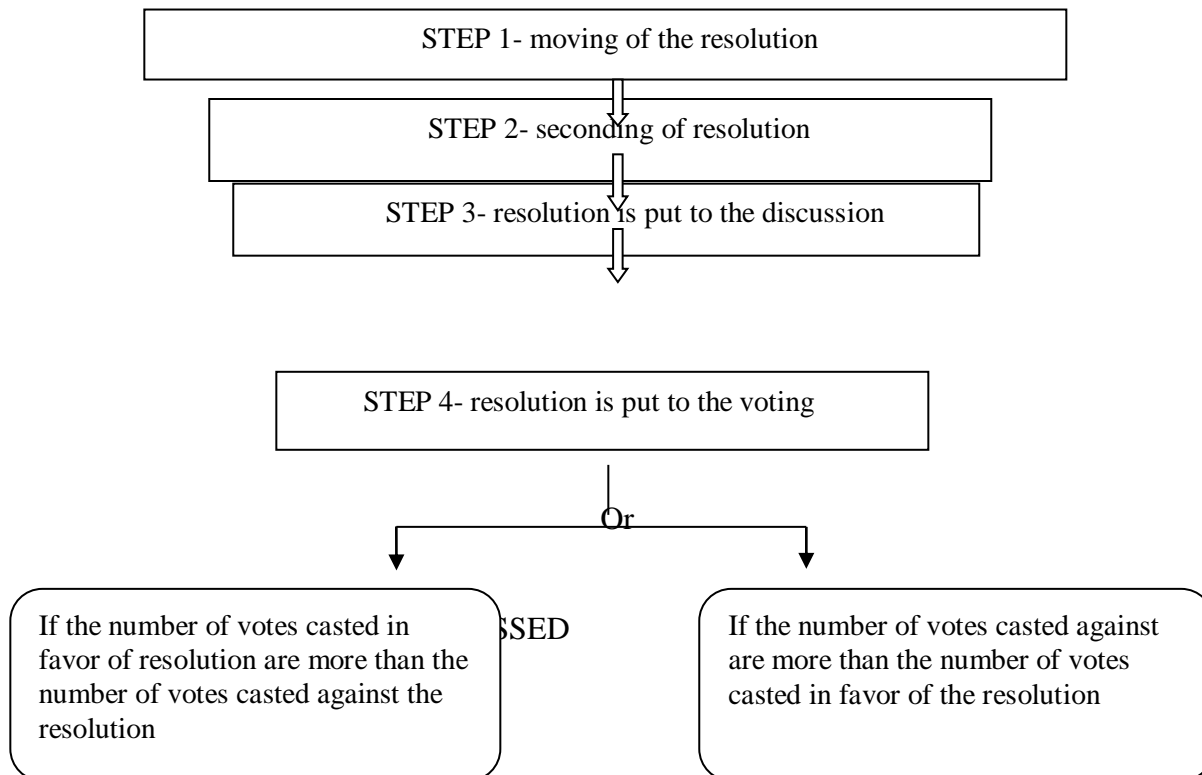 STEP 1- moving of the resolution
STEP 2- seconding of resolution
STEP 3- resolution is put to the discussion
STEP 4- resolution is put to the voting
Or
If the number of votes casted in
favor of resolution are more than the
number of votes casted against the
resolution
SSED
If the number of votes casted against
are more than the number of votes
casted in favor of the resolution